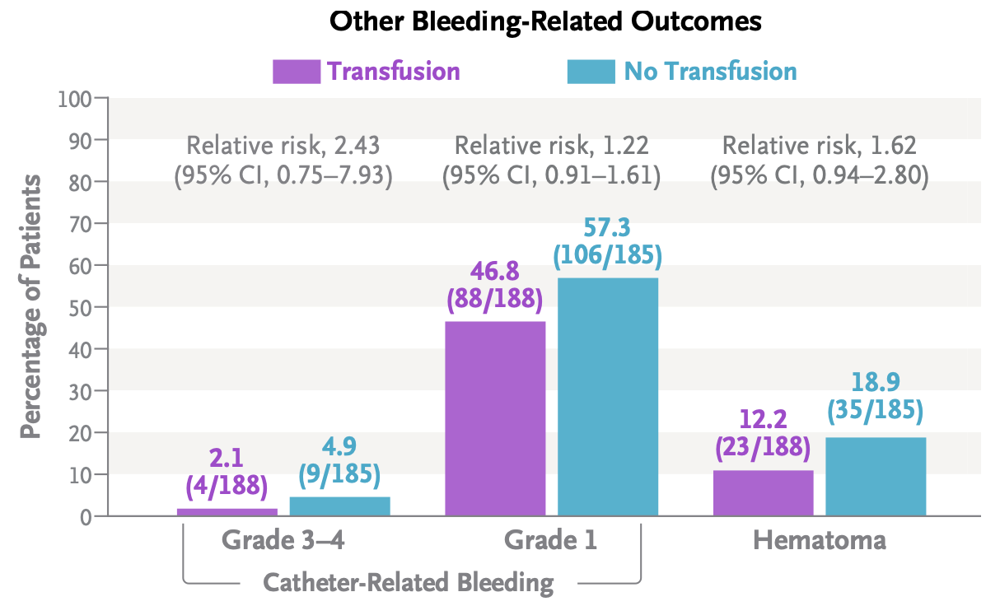 Other Bleeding-Related Outcomes
Transfusion
No Transfusion
Percentage of Patients
100
90
80
70
60
50
40
30
20
10
0
Relative risk, 2.43
(95% CI, 0.75–7.93)
Relative risk, 1.22
(95% CI, 0.91–1.61)
Relative risk, 1.62
(95% CI, 0.94–2.80)
2.1
(4/188)
4.9
(9/185)
46.8
(88/188)
57.3
(106/185)
12.2
(23/188)
18.9
(35/185)
Grade 3–4
Grade 1
Hematoma
Catheter-Related Bleeding